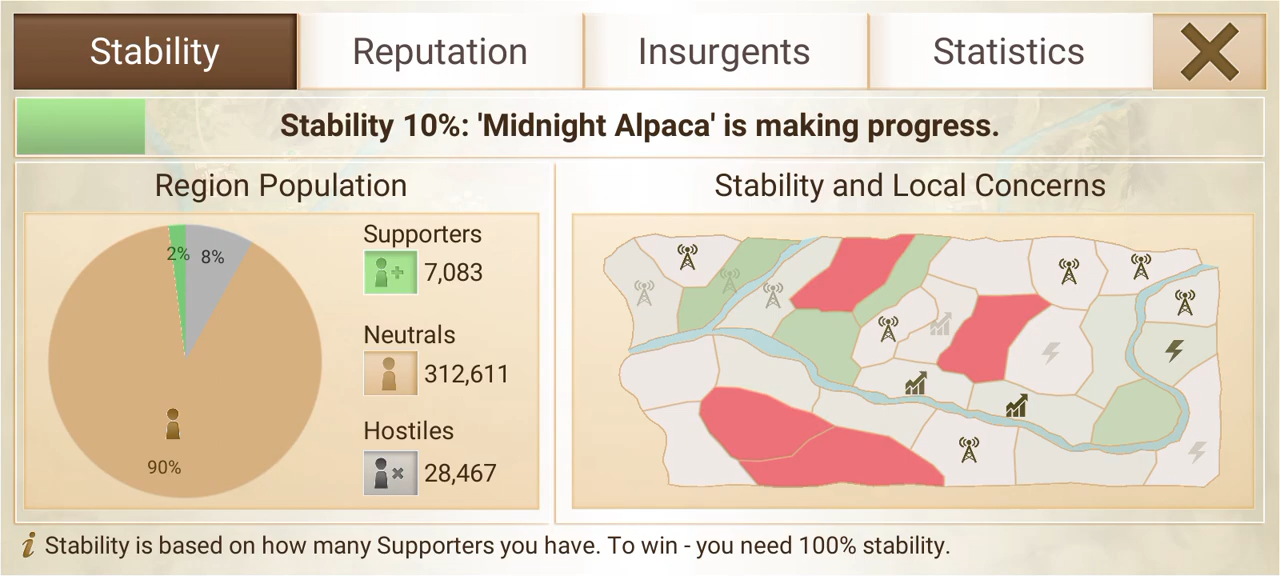 Stability
Reputation
Insurgents
Statistics
Stability 10%: 'Midnight Alpaca' is making progress.
Region Population
2%
8%
90%
Supporters
7,083
Neutrals
312,611
Hostiles
28,467
Stability and Local Concerns
i Stability is based on how many Supporters you have. To win - you need 100% stability.